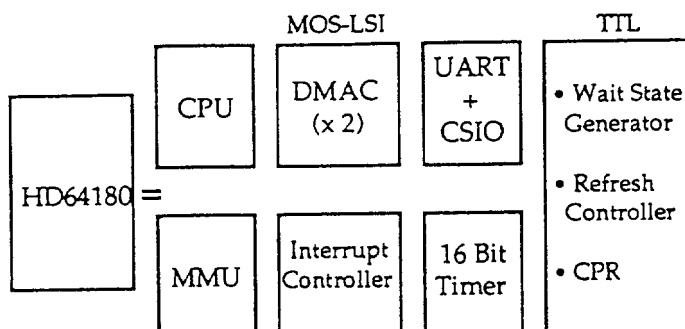 MOS-LSI
TTL
HD64180 =
CPU
DMAC
(x 2)
UART
+
CSIO
MMU
Interrupt
Controller
16 Bit
Timer
• Wait State
Generator
• Refresh
Controller
• CPR